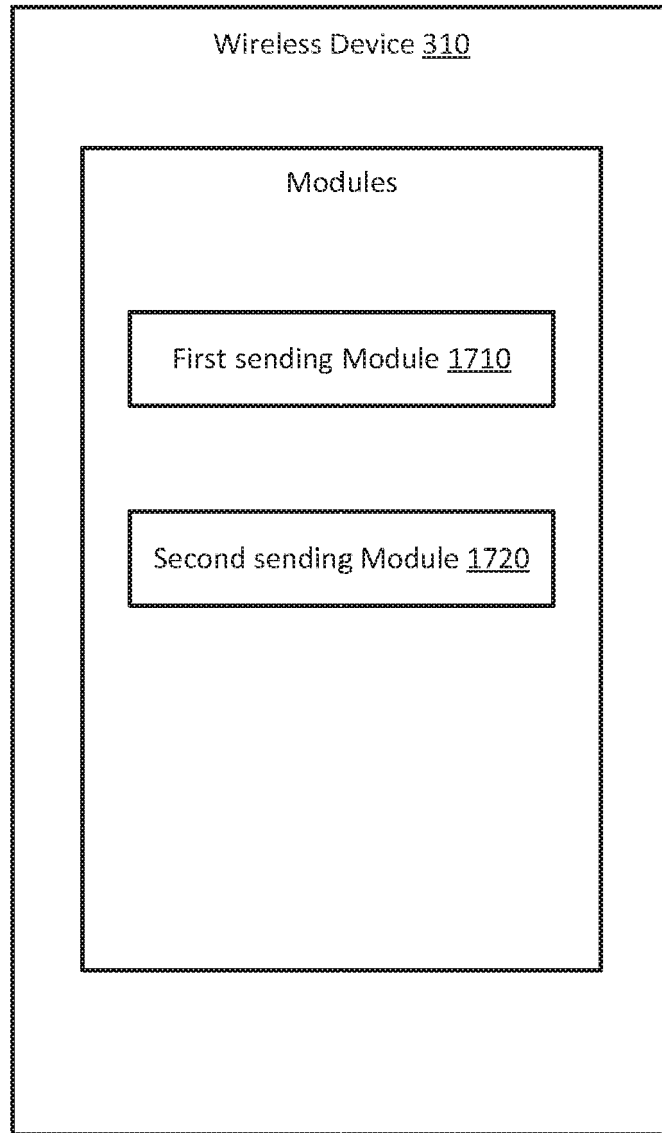 Wireless Device 310
Modules
First sending Module 1710
Second sending Module 1720